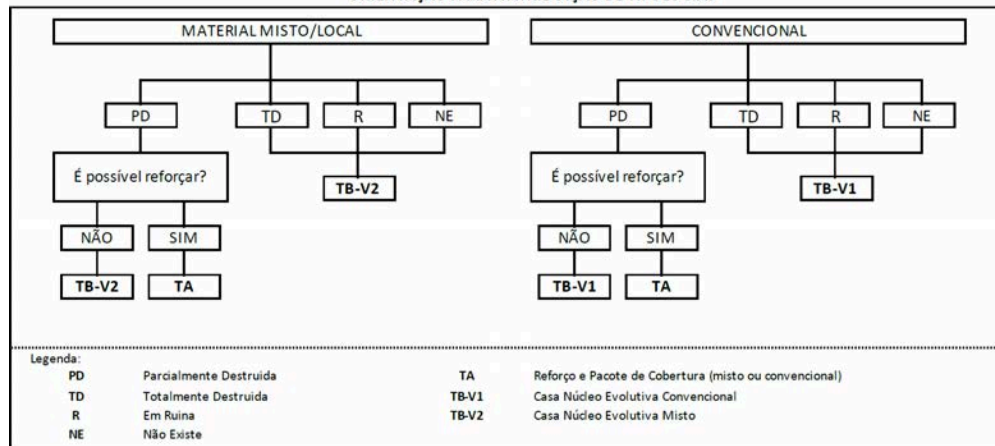 MATERIAL MISTO/LOCAL
PD
TD
R
NE
É possível reforçar?
TB-V2
NÃO
SIM
TB-V2
TA
CONVENCIONAL
PD
TD
R
NE
É possível reforçar?
TB-V1
NÃO
SIM
TB-V1
TA
Legenda:
PD Parcialmente Destruida
TD Totalmente Destruida
R Em Ruina
NE Não Existe
TA Reforço e Pacote de Cobertura (misto ou convencional)
TB-V1 Casa Núcleo Evolutiva Convencional
TB-V2 Casa Núcleo Evolutiva Misto